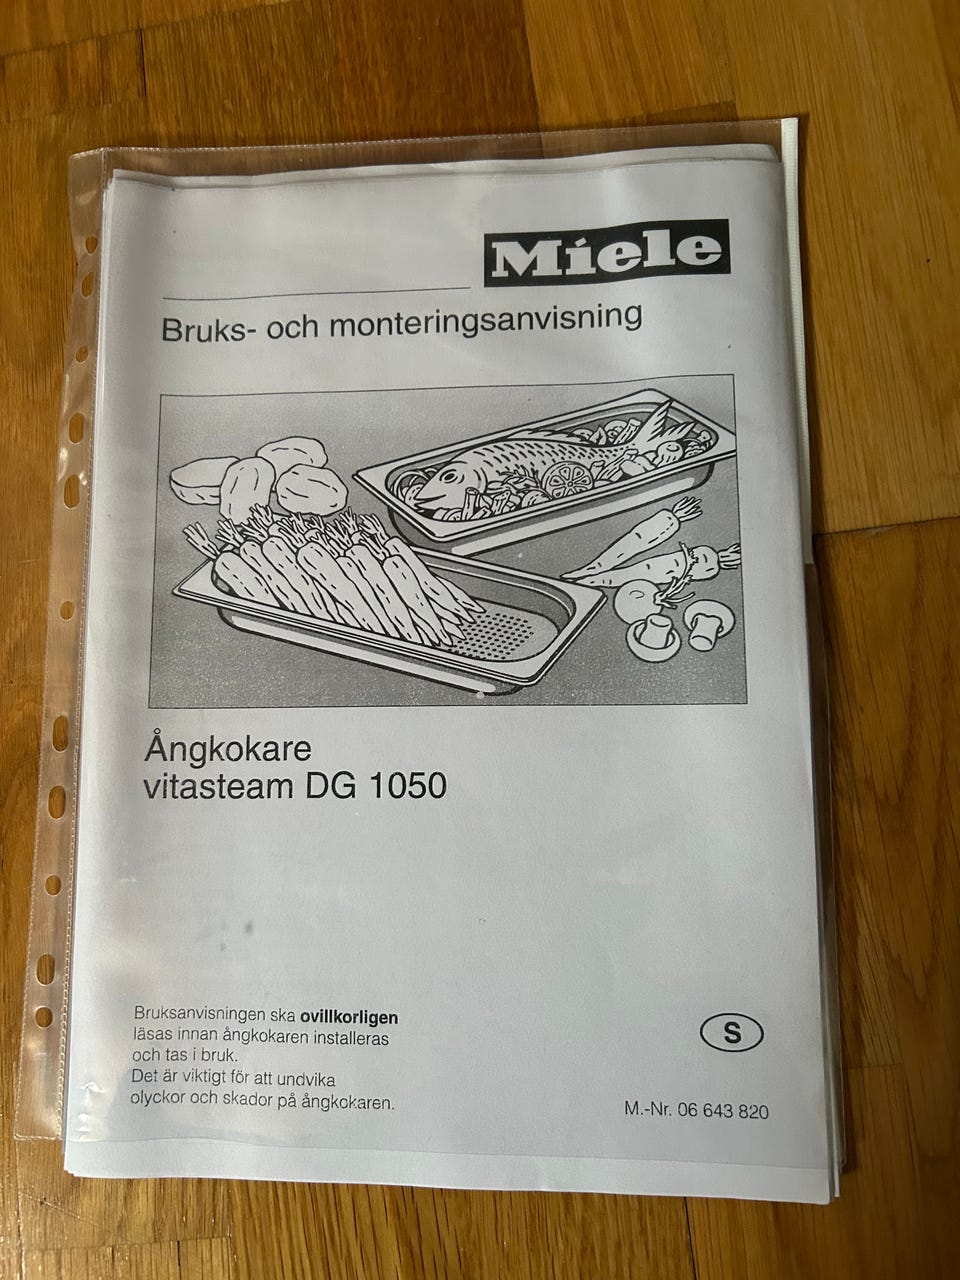 Miele
Bruks- och monteringsanvisning
Ångkokare
vitasteam DG 1050
Bruksanvisningen ska ovillkorligen
läsas innan ångkokaren installeras
och tas i bruk.
Det är viktigt för att undvika
olyckor och skador på ångkokaren.
S
M.-Nr. 06 643 820